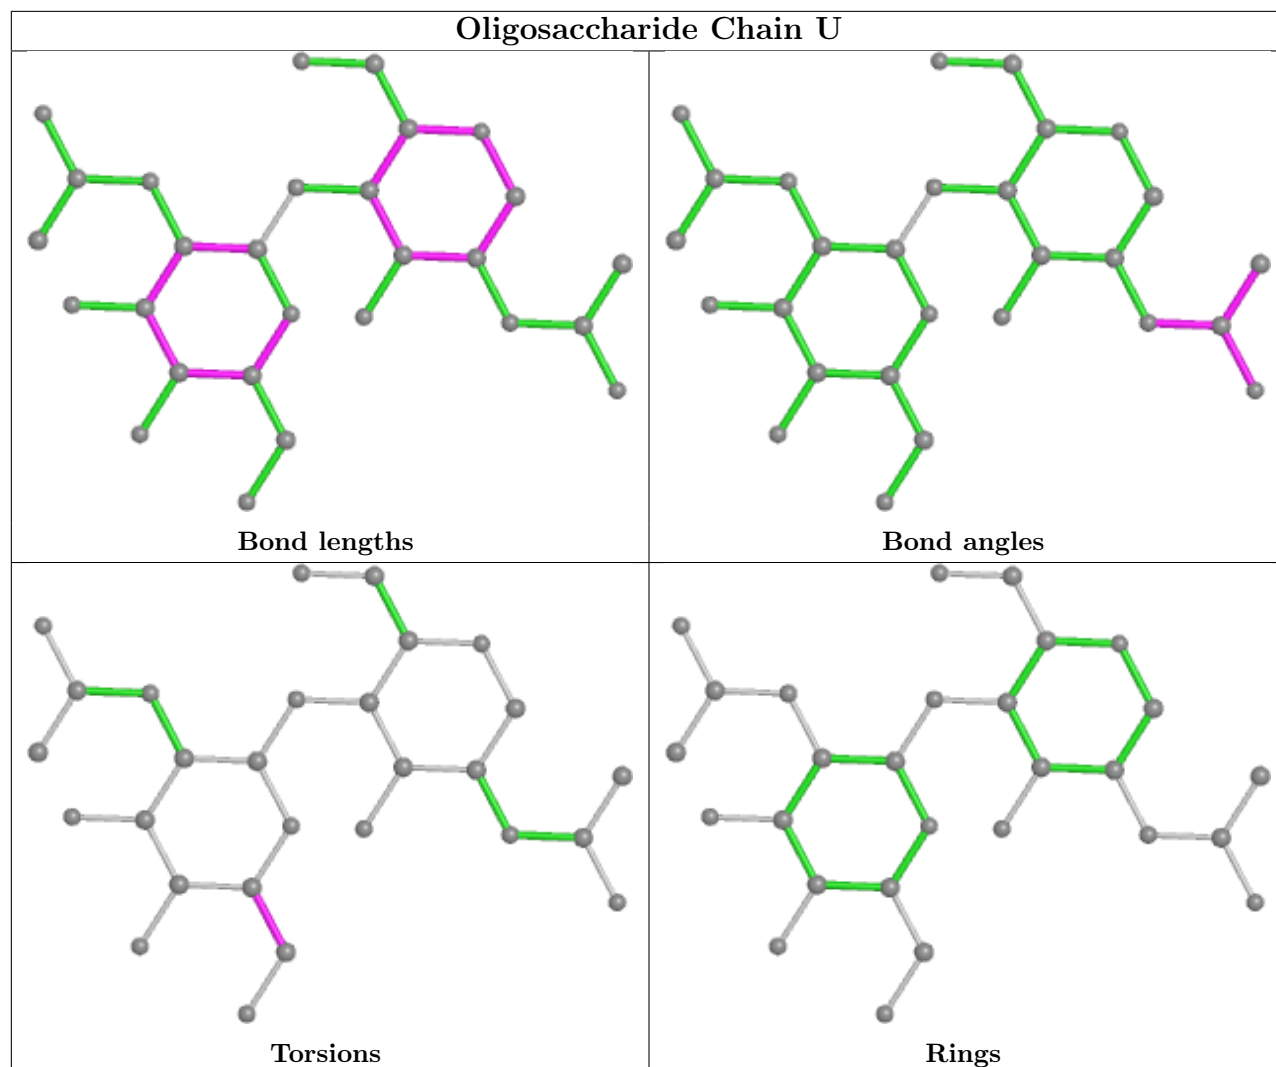 Oligosaccharide Chain U
Bond lengths
Bond angles
Torsions
Rings